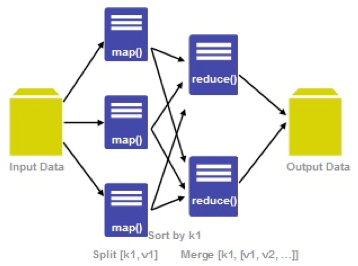 map()
reduce()
map()
Input Data
Output Data
map()
reduce()
Sort by k1
Split [k1, v1]
Merge [k1, [v1, v2, ...]]